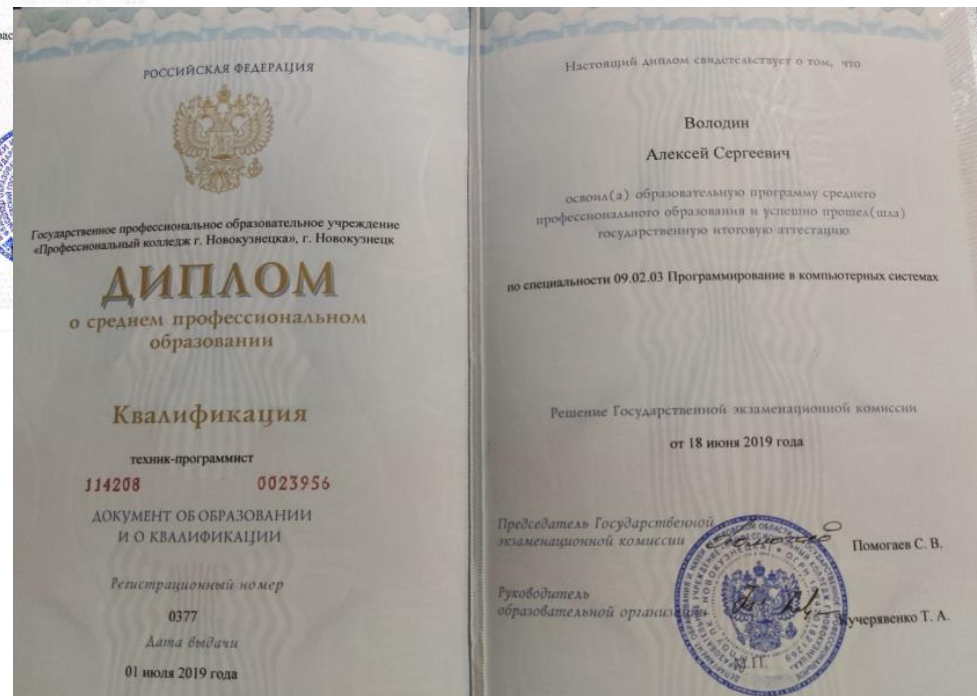 РОССИЙСКАЯ ФЕДЕРАЦИЯ
Государственное профессиональное образовательное учреждение
«Профессиональный колледж г. Новокузнецка», г. Новокузнецк
ДИПЛОМ
о среднем профессиональном
образовании
Квалификация
техник-программист
114208 0023956
ДОКУМЕНТ ОБ ОБРАЗОВАНИИ
И О КВАЛИФИКАЦИИ
Регистрационный номер
0377
Дата выдачи
01 июля 2019 года
Настоящий диплом свидетельствует о том, что
Володин
Алексей Сергеевич
освоил(а) образовательную программу среднего
профессионального образования и успешно прошел(шла)
государственную итоговую аттестацию
по специальности 09.02.03 Программирование в компьютерных системах
Решение Государственной экзаменационной комиссии
от 18 июня 2019 года
Председатель Государственной
экзаменационной комиссии
Помогаев С. В.
Руководитель
образовательной организации
Кучерявенко Т. А.
М.П.